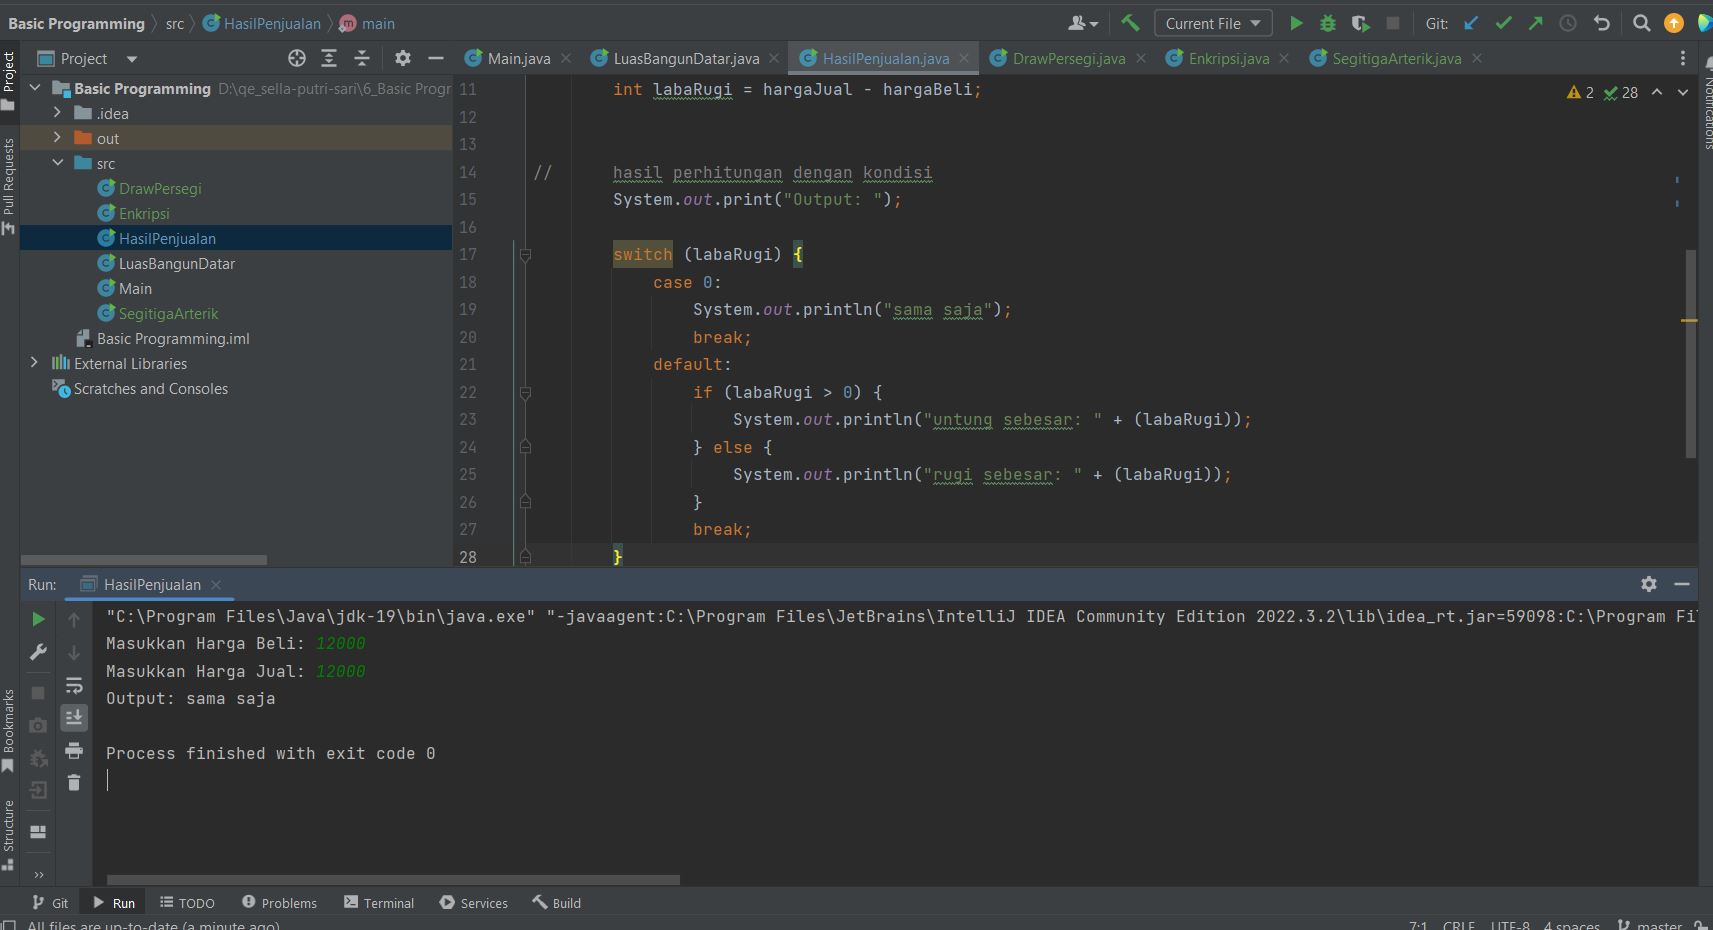 Basic Programming > src > HasilPenjualan > main
Current File
Git:
Project
Main.java
LuasBangunDatar.java
HasilPenjualan.java
DrawPersegi.java
Enkripsi.java
SegitigaArterik.java
Project
Pull Requests
Bookmarks
Structure
Notifications
Basic Programming D:\qe_sella-putri-sari\6_Basic Progr
.idea
out
src
DrawPersegi
Enkripsi
HasilPenjualan
LuasBangunDatar
Main
SegitigaArterik
Basic Programming.iml
External Libraries
Scratches and Consoles
2 28
11 int labaRugi = hargaJual - hargaBeli;
12
13
14 // hasil perhitungan dengan kondisi
15 System.out.print("Output: ");
16
17 switch (labaRugi) {
18 case 0:
19 System.out.println("sama saja");
20 break;
21 default:
22 if (labaRugi > 0) {
23 System.out.println("untung sebesar: " + (labaRugi));
24 } else {
25 System.out.println("rugi sebesar: " + (labaRugi));
26 }
27 break;
28 }
Run: HasilPenjualan
"C:\Program Files\Java\jdk-19\bin\java.exe" "-javaagent:C:\Program Files\JetBrains\IntelliJ IDEA Community Edition 2022.3.2\lib\idea_rt.jar=59098:C:\Program Fi
Masukkan Harga Beli: 12000
Masukkan Harga Jual: 12000
Output: sama saja
Process finished with exit code 0
Git
Run
TODO
Problems
Terminal
Services
Build
All files are up-to-date (a minute ago)
7:1 CRLF UTF-8 4 spaces master